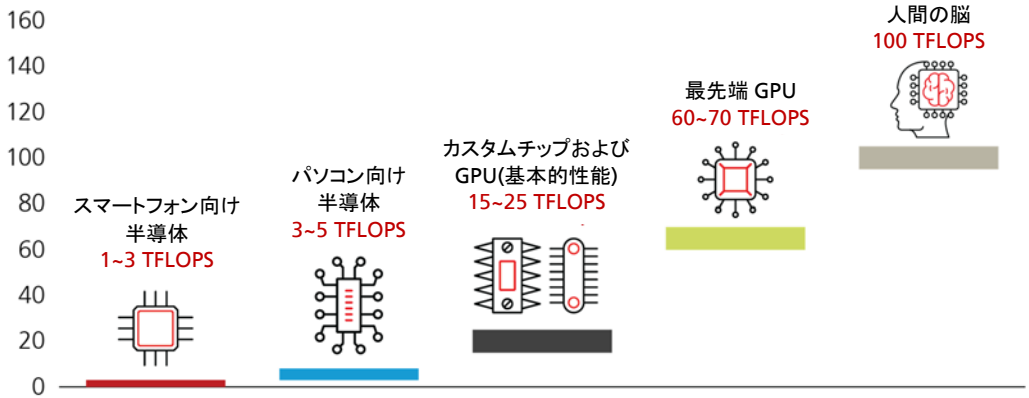 160
140
120
100
80
60
40
20
0
スマートフォン向け
半導体
1~3 TFLOPS
パソコン向け
半導体
3~5 TFLOPS
カスタムチップおよび
GPU(基本的性能)
15~25 TFLOPS
最先端 GPU
60~70 TFLOPS
人間の脳
100 TFLOPS